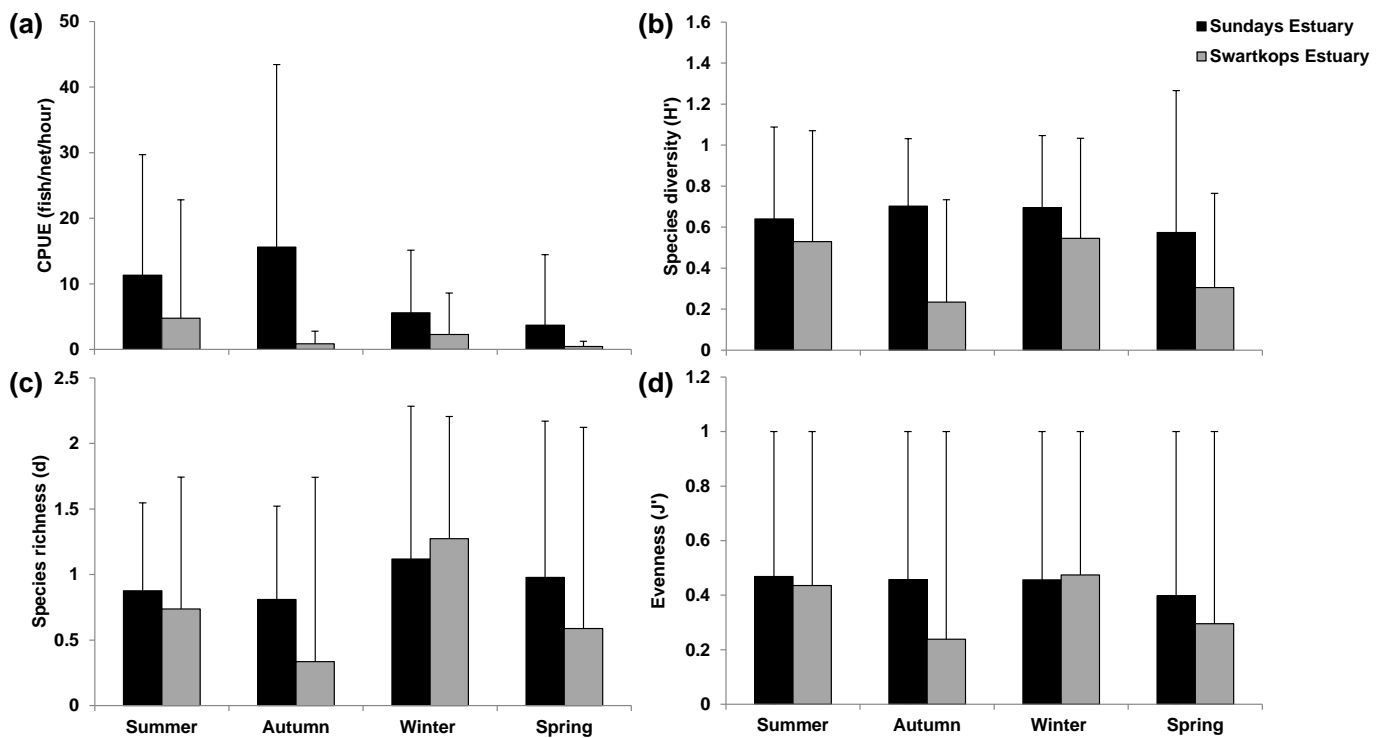 (a)
50
40
30
20
10
0
CPUE (fish/net/hour)
(b)
1.6
1.4
1.2
1
0.8
0.6
0.4
0.2
0
Species diversity (H')
Sundays Estuary
Swartkops Estuary
(c)
2.5
2
1.5
1
0.5
0
Species richness (d)
Summer Autumn Winter Spring
(d)
1.2
1
0.8
0.6
0.4
0.2
0
Evenness (J')
Summer Autumn Winter Spring